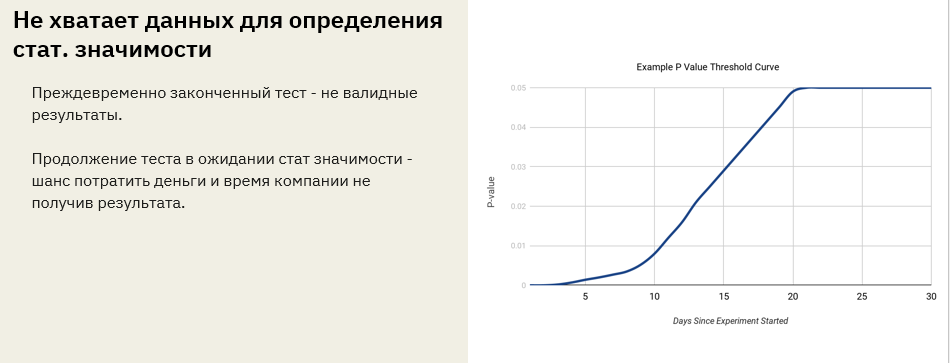 Не хватает данных для определения
стат. значимости
Преждевременно законченный тест - не валидные
результаты.
Продолжение теста в ожидании стат значимости -
шанс потратить деньги и время компании не
получив результата.
Example P Value Threshold Curve
0.05
0.04
0.03
0.02
0.01
0
P-value
5 10 15 20 25 30
Days Since Experiment Started